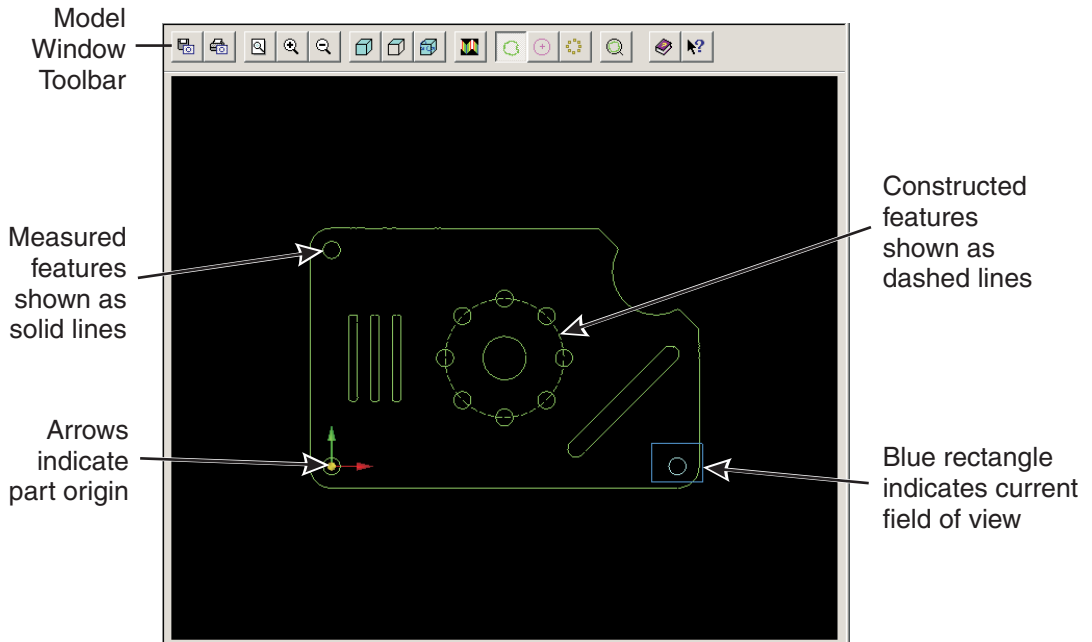 Model
Window
Toolbar
Measured
features
shown as
solid lines
Constructed
features
shown as
dashed lines
Arrows
indicate
part origin
Blue rectangle
indicates current
field of view